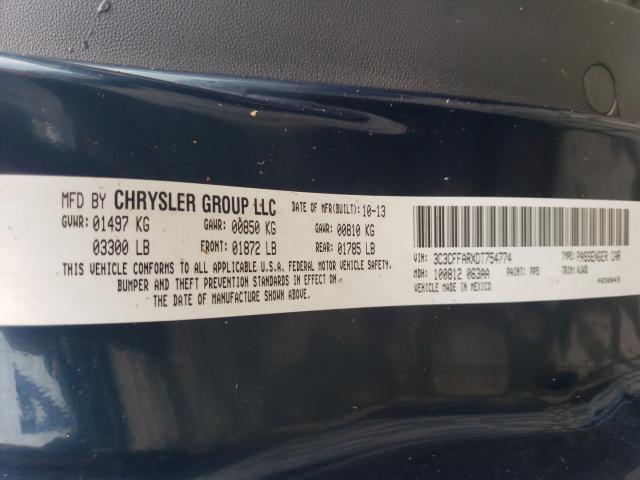 MFD BY CHRYSLER GROUP LLC DATE OF MFR(BUILT): 10-13
GVWR: 01497 KG GAWR: 00850 KG GAWR: 00810 KG
03300 LB FRONT: 01872 LB REAR: 01785 LB
THIS VEHICLE CONFORMS TO ALL APPLICABLE U.S.A. FEDERAL MOTOR VEHICLE SAFETY,
BUMPER AND THEFT PREVENTION STANDARDS IN EFFECT ON
THE DATE OF MANUFACTURE SHOWN ABOVE.
VIN: 3C3CFFARXDT754774 TYPE: PASSENGER CAR
MDH: 100812 063AA PAINT: PPS TRIM: AUAD
VEHICLE MADE IN MEXICO